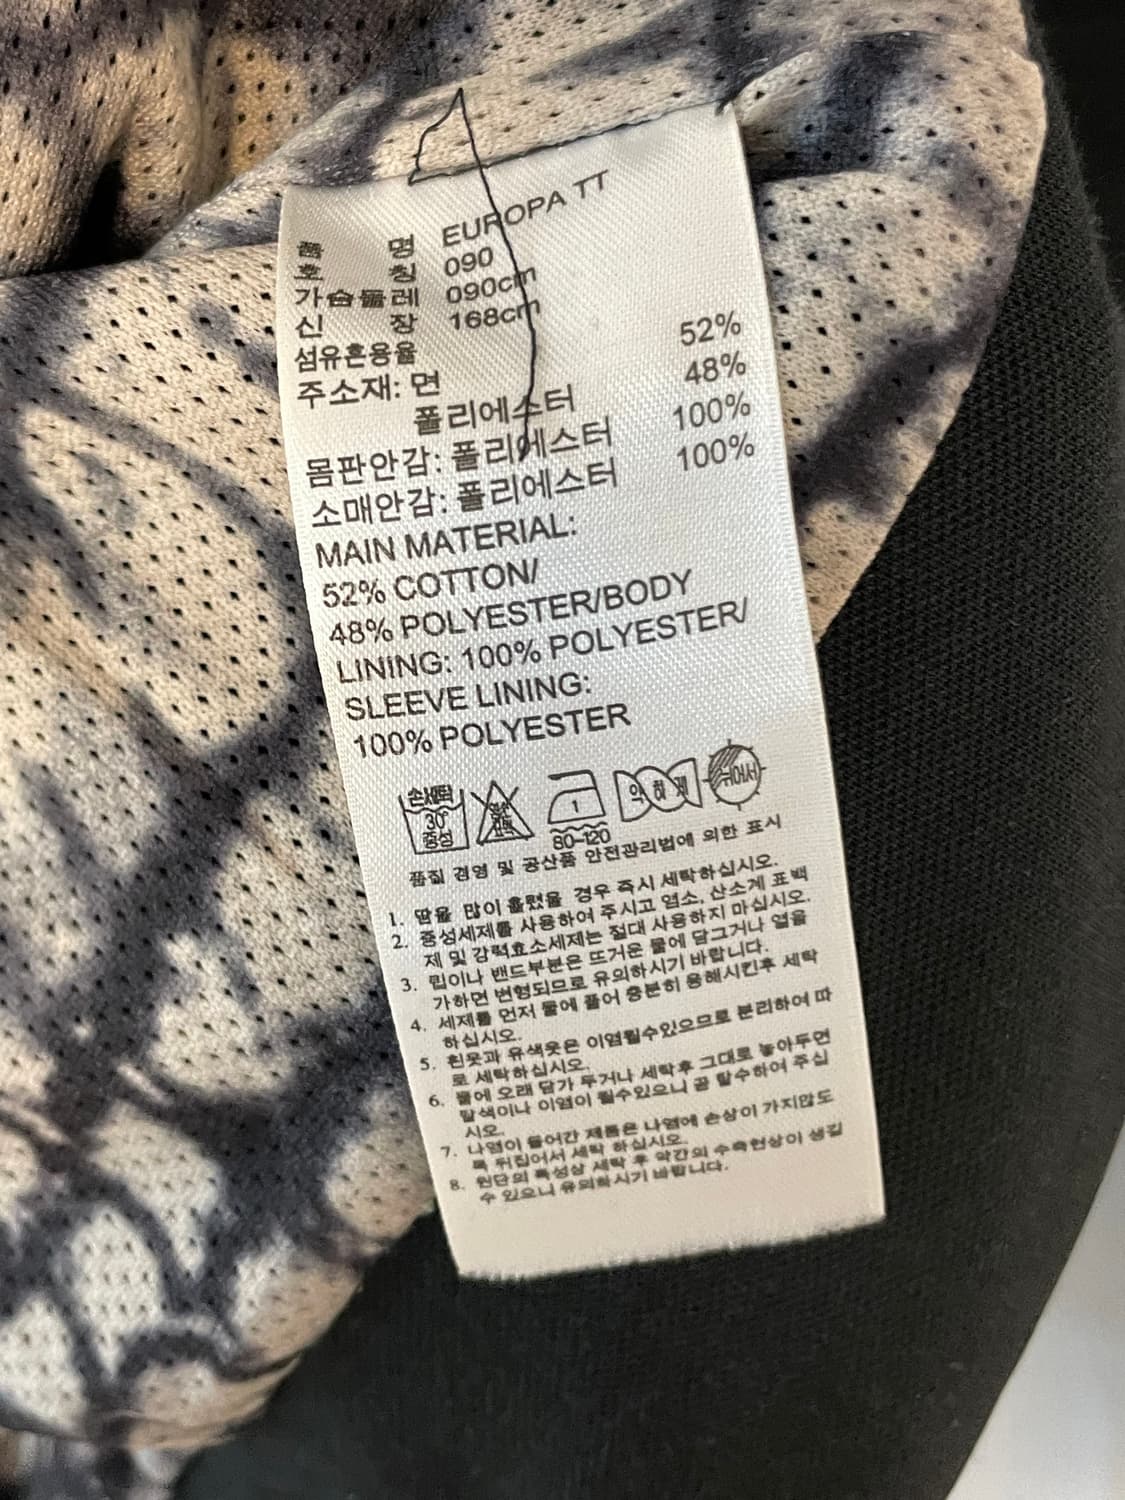 품 명 EUROPA TT
호 칭 090
가슴둘레 090cm
신 장 168cm
섬유혼용율
주소재: 면 52%
폴리에스터 48%
몸판안감: 폴리에스터 100%
소매안감: 폴리에스터 100%
MAIN MATERIAL:
52% COTTON/
48% POLYESTER/BODY
LINING: 100% POLYESTER/
SLEEVE LINING:
100% POLYESTER
손세탁 30° 중성 1 80-120 약하게 뉘어서
품질 경영 및 공산품 안전관리법에 의한 표시
1. 땀을 많이 흘렸을 경우 즉시 세탁하십시오.
2. 중성세제를 사용하여 주시고 염소, 산소계 표백
제 및 강력효소세제는 절대 사용하지 마십시오.
3. 립이나 밴드부분은 뜨거운 물에 담그거나 열을
가하면 변형되므로 유의하시기 바랍니다.
4. 세제를 먼저 물에 풀어 충분히 용해시킨후 세탁
하십시오.
5. 흰옷과 유색옷은 이염될수있으므로 분리하여 따
로 세탁하십시오.
6. 물에 오래 담가 두거나 세탁후 그대로 놓아두면
탈색이나 이염이 될수있으니 곧 탈수하여 주십
시오.
7. 나염이 들어간 제품은 나염에 손상이 가지않도
록 뒤집어서 세탁 하십시오.
8. 원단의 특성상 세탁 후 약간의 수축현상이 생길
수 있으니 유의하시기 바랍니다.